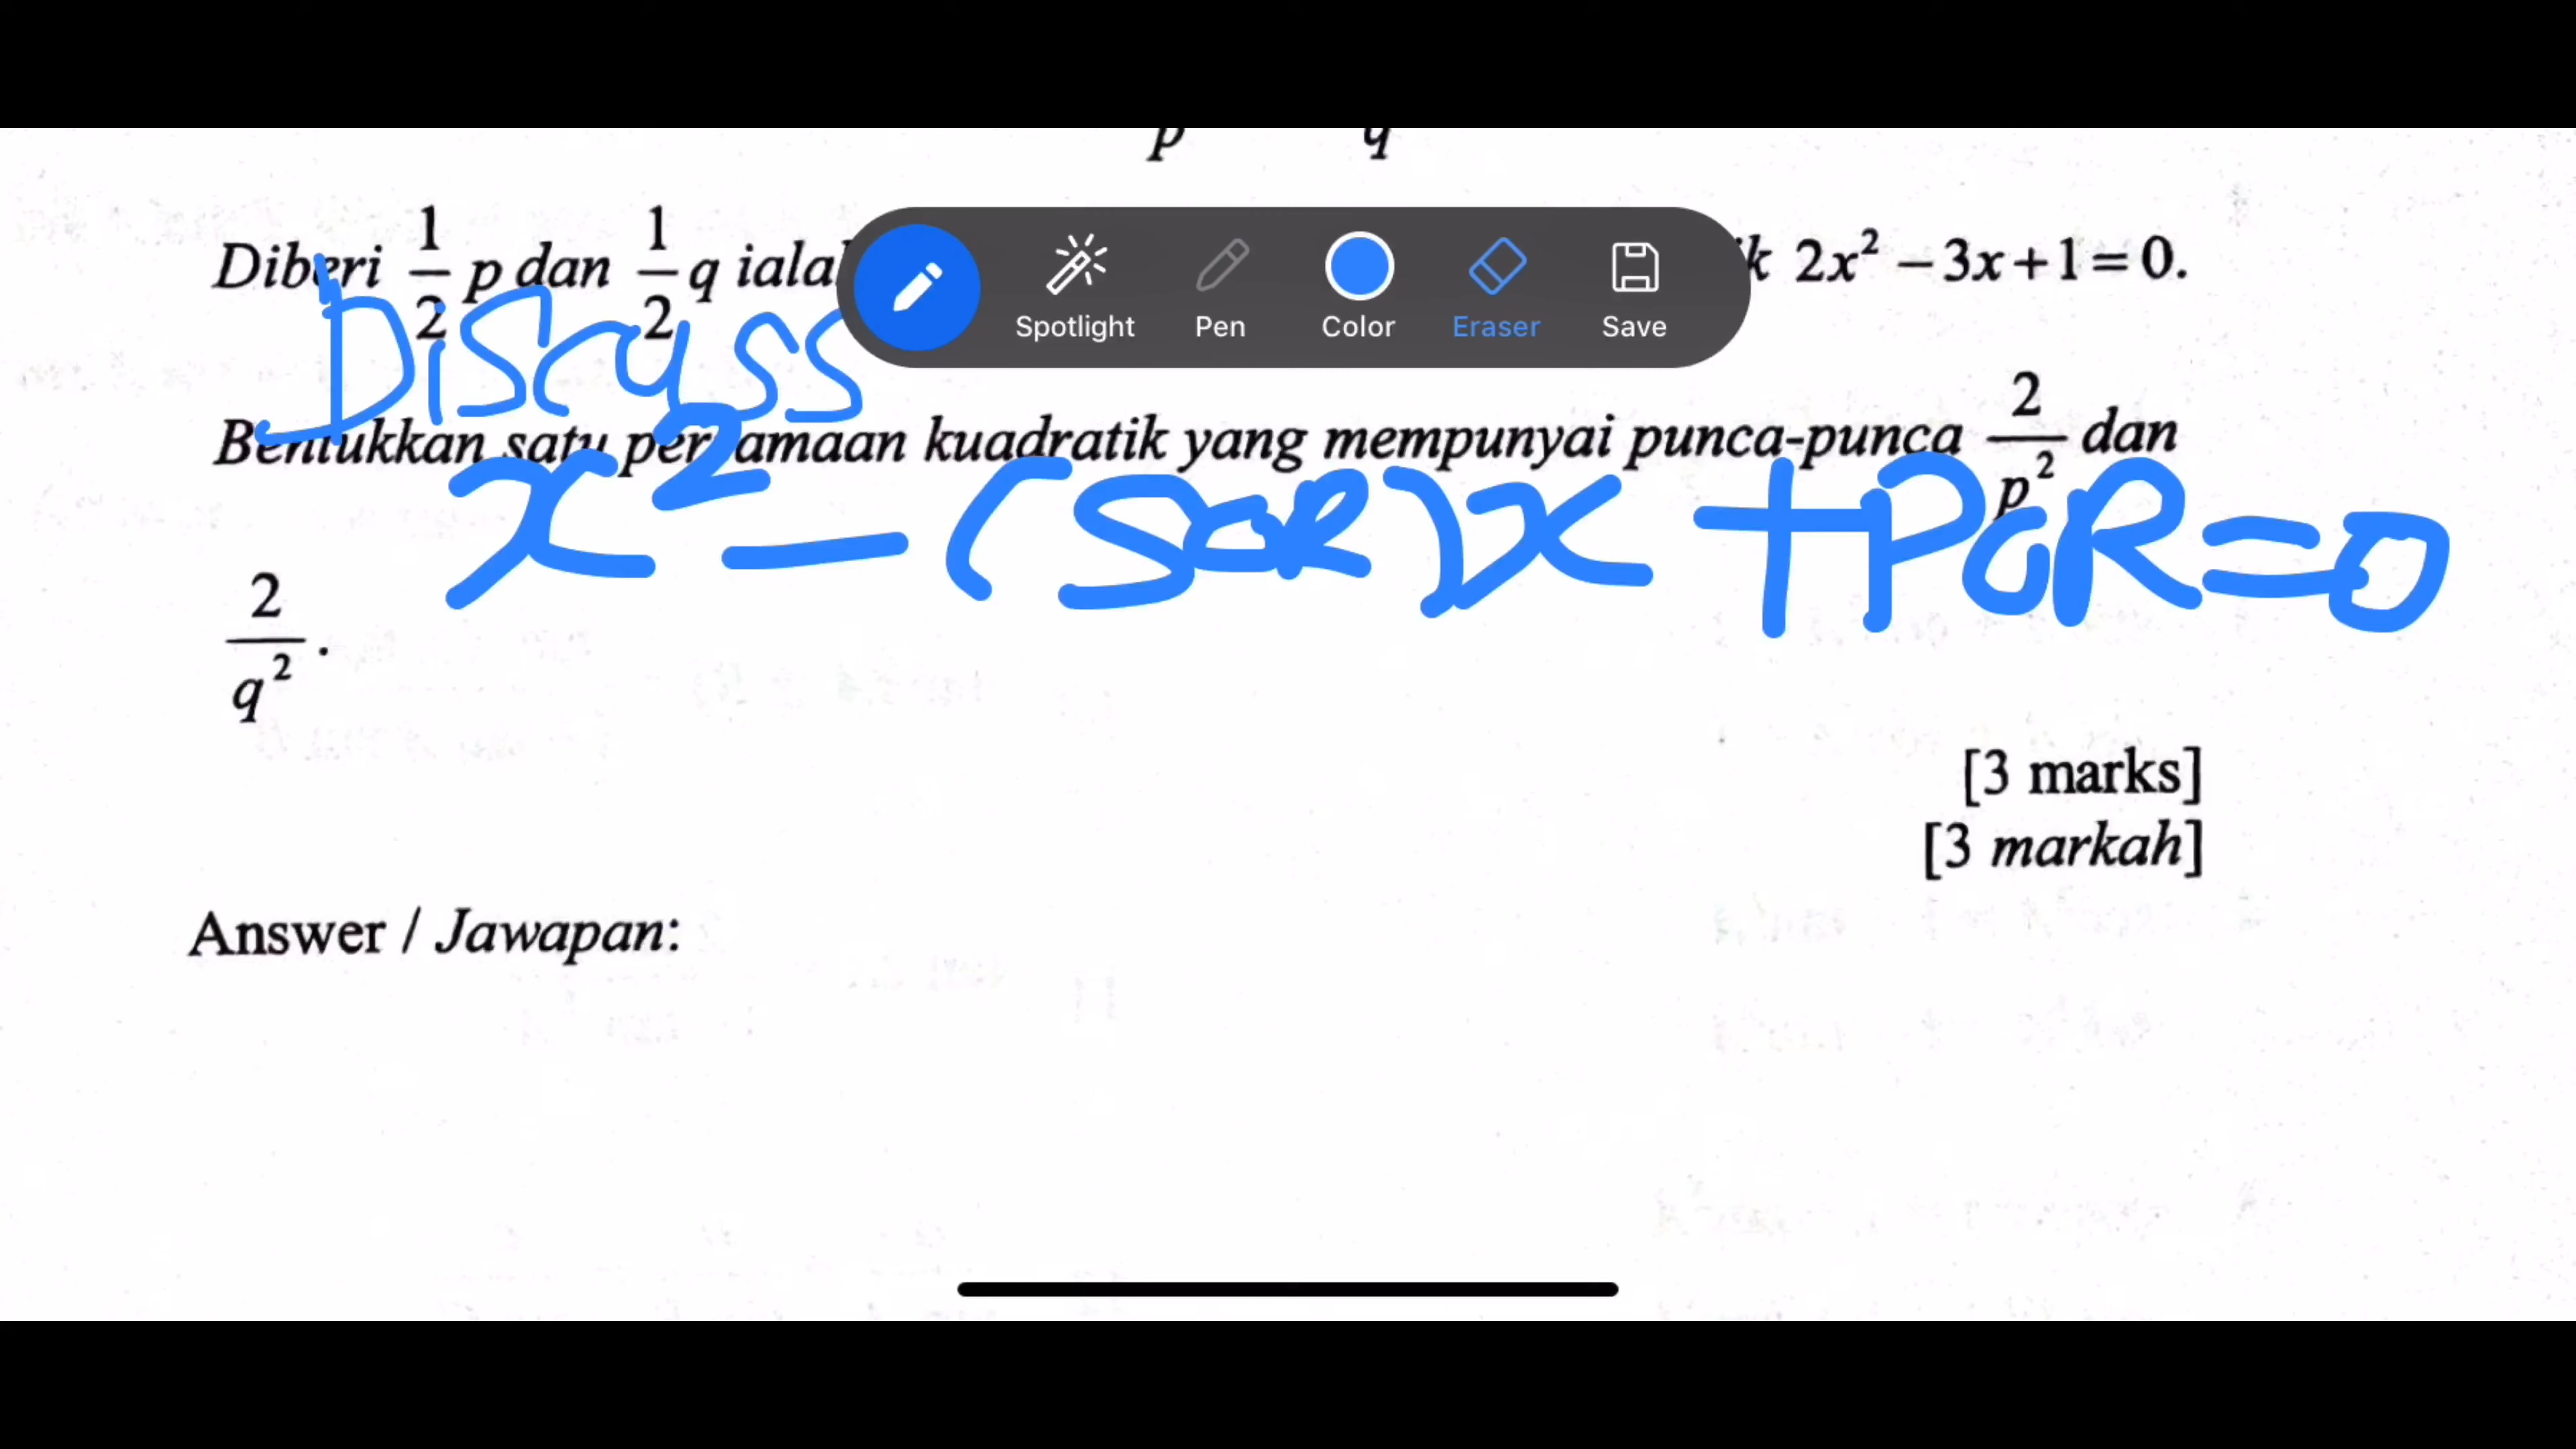 p q
Diberi 1/2 p dan 1/2 q ialah k 2x² − 3x + 1 = 0.
Spotlight Pen Color Eraser Save
Discuss
Bentukkan satu persamaan kuadratik yang mempunyai punca-punca 2/p² dan
x² − (SOR)x + POR = 0
2/q².
[3 marks]
[3 markah]
Answer / Jawapan: